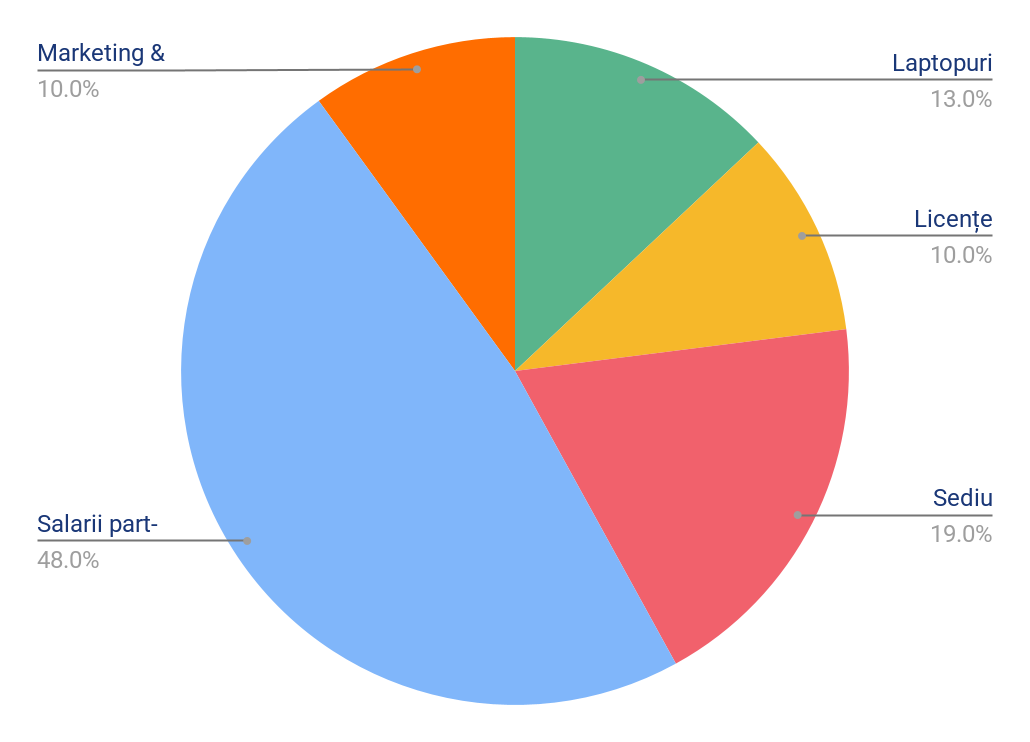 Marketing &
10.0%
Laptopuri
13.0%
Licențe
10.0%
Sediu
19.0%
Salarii part-
48.0%